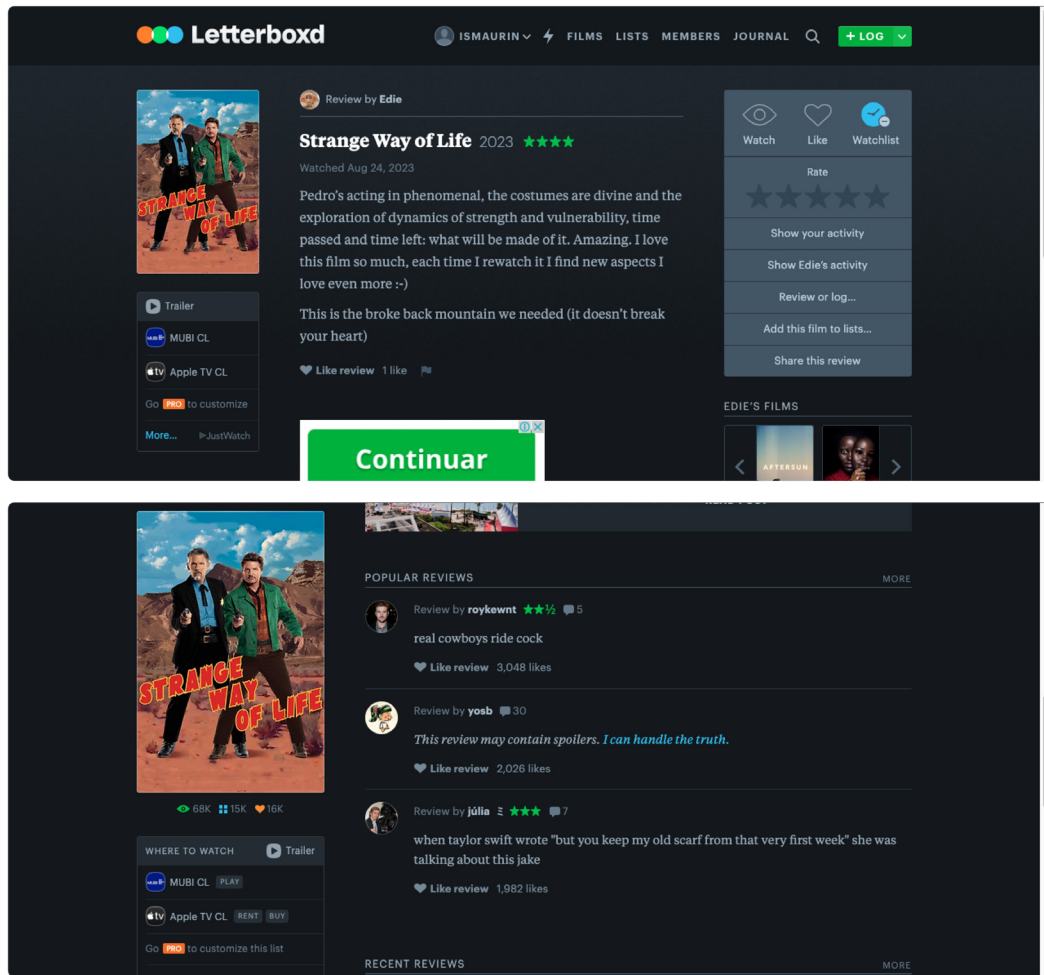 Letterboxd
ISMAURIN
FILMS
LISTS
MEMBERS
JOURNAL
+ LOG
STRANGE
WAY
OF LIFE
Trailer
MUBI CL
Apple TV CL
Go PRO to customize
More...
JustWatch
Review by Edie
Strange Way of Life 2023 ★★★★
Watched Aug 24, 2023
Pedro's acting in phenomenal, the costumes are divine and the
exploration of dynamics of strength and vulnerability, time
passed and time left: what will be made of it. Amazing. I love
this film so much, each time I rewatch it I find new aspects I
love even more :-)
This is the broke back mountain we needed (it doesn't break
your heart)
Like review 1 like
Continuar
Watch
Like
Watchlist
Rate
Show your activity
Show Edie's activity
Review or log...
Add this film to lists...
Share this review
EDIE'S FILMS
AFTERSUN
STRANGE
WAY
OF LIFE
68K 15K 16K
WHERE TO WATCH
Trailer
MUBI CL PLAY
Apple TV CL RENT BUY
Go PRO to customize this list
POPULAR REVIEWS
MORE
Review by roykewnt ★★½ 5
real cowboys ride cock
Like review 3,048 likes
Review by yosb 30
This review may contain spoilers. I can handle the truth.
Like review 2,026 likes
Review by júlia ミ ★★★ 7
when taylor swift wrote "but you keep my old scarf from that very first week" she was
talking about this jake
Like review 1,982 likes
RECENT REVIEWS
MORE